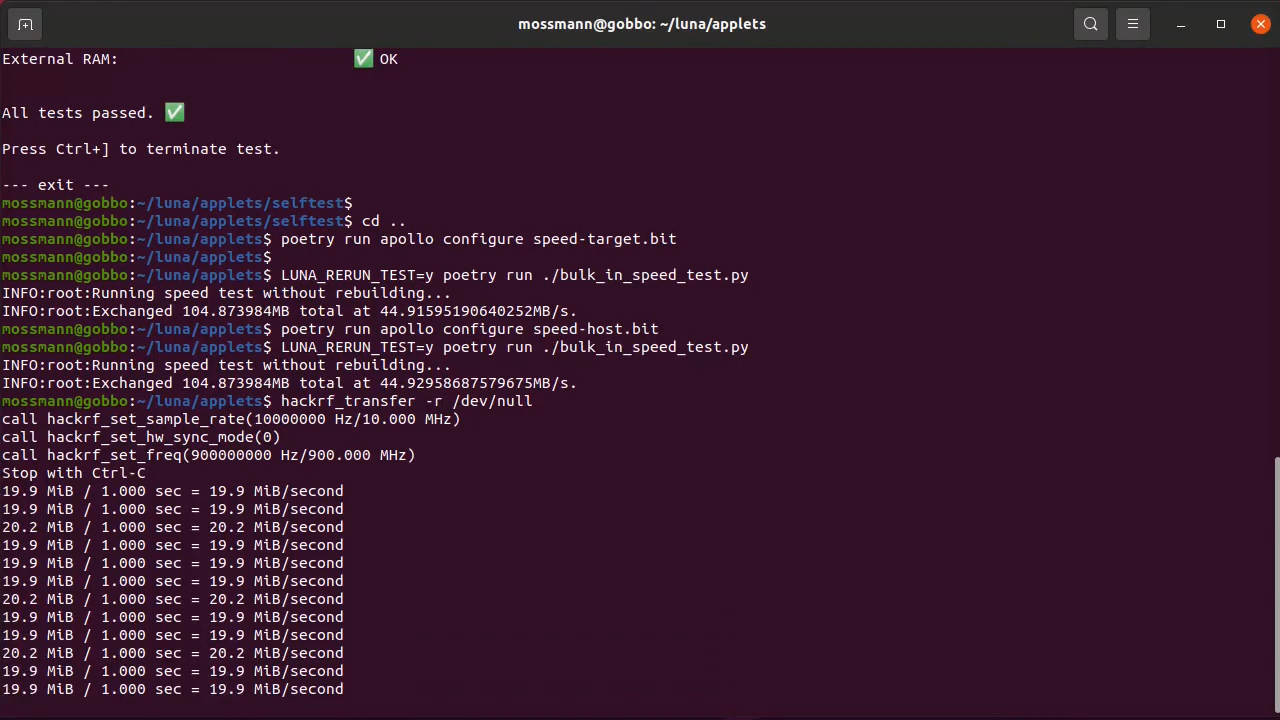 mossmann@gobbo: ~/luna/applets
External RAM: ✅ OK
All tests passed. ✅
Press Ctrl+] to terminate test.
--- exit ---
mossmann@gobbo:~/luna/applets/selftest$
mossmann@gobbo:~/luna/applets/selftest$ cd ..
mossmann@gobbo:~/luna/applets$ poetry run apollo configure speed-target.bit
mossmann@gobbo:~/luna/applets$
mossmann@gobbo:~/luna/applets$ LUNA_RERUN_TEST=y poetry run ./bulk_in_speed_test.py
INFO:root:Running speed test without rebuilding...
INFO:root:Exchanged 104.873984MB total at 44.91595190640252MB/s.
mossmann@gobbo:~/luna/applets$ poetry run apollo configure speed-host.bit
mossmann@gobbo:~/luna/applets$ LUNA_RERUN_TEST=y poetry run ./bulk_in_speed_test.py
INFO:root:Running speed test without rebuilding...
INFO:root:Exchanged 104.873984MB total at 44.92958687579675MB/s.
mossmann@gobbo:~/luna/applets$ hackrf_transfer -r /dev/null
call hackrf_set_sample_rate(10000000 Hz/10.000 MHz)
call hackrf_set_hw_sync_mode(0)
call hackrf_set_freq(900000000 Hz/900.000 MHz)
Stop with Ctrl-C
19.9 MiB / 1.000 sec = 19.9 MiB/second
19.9 MiB / 1.000 sec = 19.9 MiB/second
20.2 MiB / 1.000 sec = 20.2 MiB/second
19.9 MiB / 1.000 sec = 19.9 MiB/second
19.9 MiB / 1.000 sec = 19.9 MiB/second
19.9 MiB / 1.000 sec = 19.9 MiB/second
20.2 MiB / 1.000 sec = 20.2 MiB/second
19.9 MiB / 1.000 sec = 19.9 MiB/second
19.9 MiB / 1.000 sec = 19.9 MiB/second
20.2 MiB / 1.000 sec = 20.2 MiB/second
19.9 MiB / 1.000 sec = 19.9 MiB/second
19.9 MiB / 1.000 sec = 19.9 MiB/second